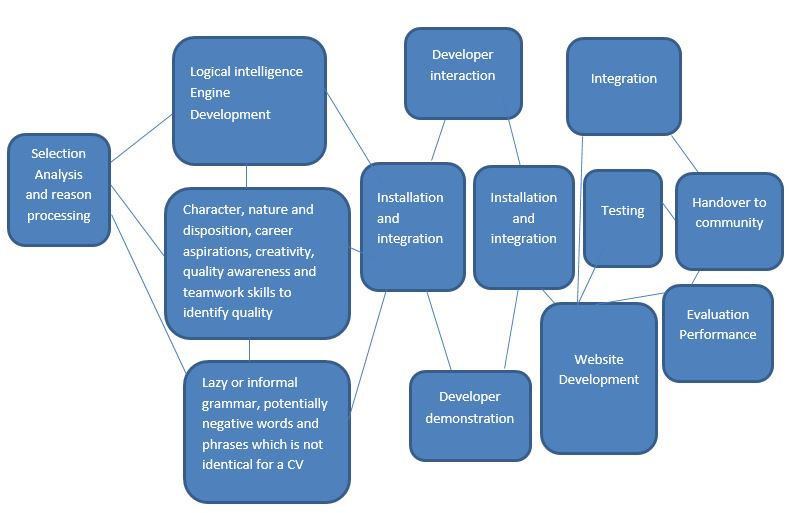 Selection
Analysis
and reason
processing
Logical intelligence
Engine
Development
Character, nature and
disposition, career
aspirations, creativity,
quality awareness and
teamwork skills to
identify quality
Lazy or informal
grammar, potentially
negative words and
phrases which is not
identical for a CV
Installation
and
integration
Developer
interaction
Developer
demonstration
Installation
and
integration
Integration
Testing
Website
Development
Handover to
community
Evaluation
Performance